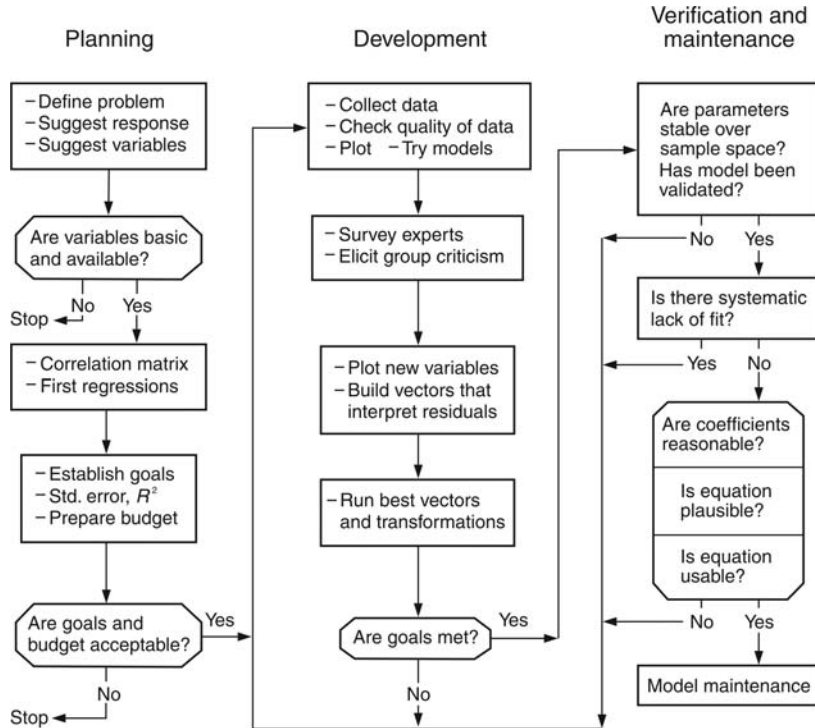 Planning
– Define problem
– Suggest response
– Suggest variables
Are variables basic
and available?
No Yes
Stop
– Correlation matrix
– First regressions
– Establish goals
– Std. error, R²
– Prepare budget
Are goals and
budget acceptable?
Yes
No
Stop
Development
– Collect data
– Check quality of data
– Plot – Try models
– Survey experts
– Elicit group criticism
– Plot new variables
– Build vectors that
interpret residuals
– Run best vectors
and transformations
Are goals met?
Yes
No
Verification and
maintenance
Are parameters
stable over
sample space?
Has model been
validated?
No Yes
Is there systematic
lack of fit?
Yes No
Are coefficients
reasonable?
Is equation
plausible?
Is equation
usable?
No Yes
Model maintenance